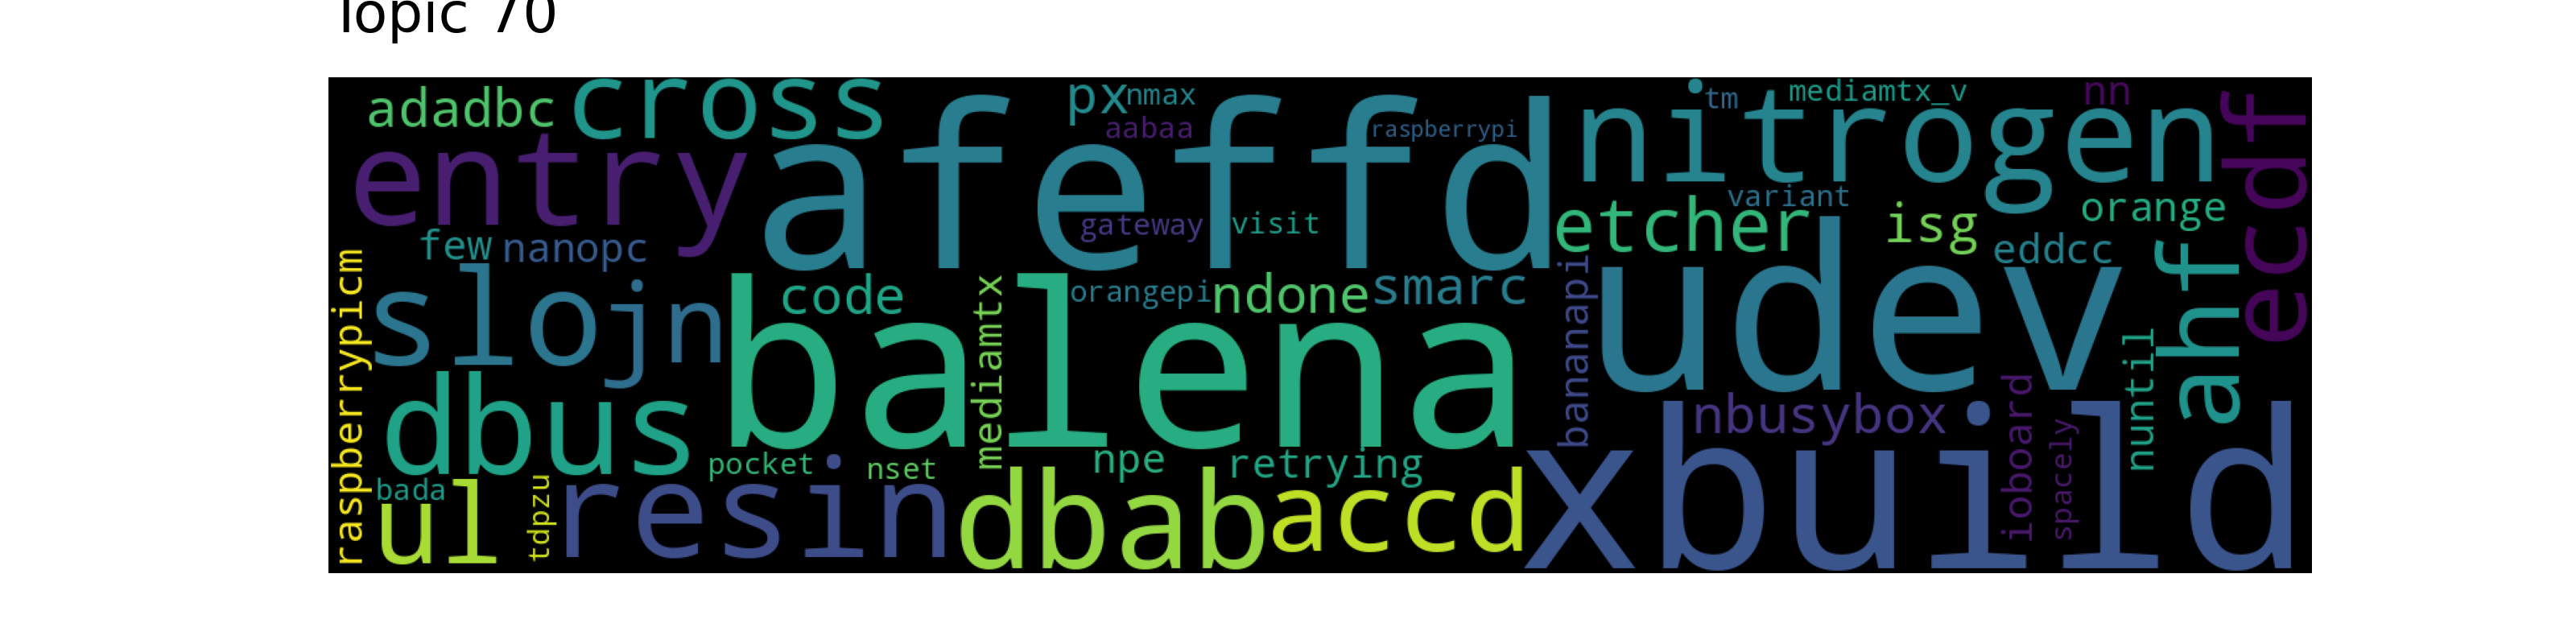 Topic 70
adadbc cross px nmax tm mediamtx_v nn
aabaa raspberrypi
entry afeffd nitrogen ecdf
gateway visit variant
few nanopc etcher isg orange
eddcc
slojn code orangepi ndone smarc udev ahf
raspberrypicm balena mediamtx bananapi
dbus nbusybox ioboard spacely nuntil
pocket nset npe retrying
bada ul tdpzu resin dbab accd xbuild